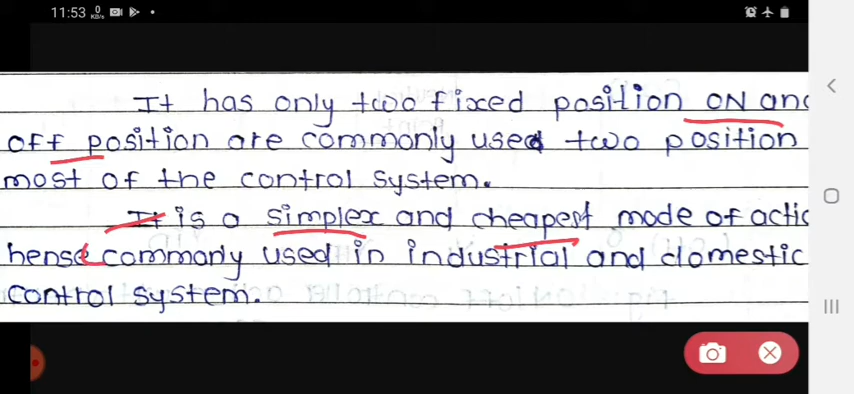 11:53 0 KB/s
It has only two fixed position ON and
off position are commonly used two position
most of the control system.
It is a simplex and cheapest mode of actio
hense commonly used in industrial and domestic
control system.